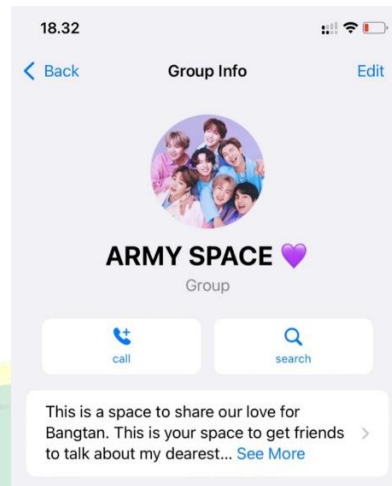 18.32
Back Group Info Edit
ARMY SPACE 💜
Group
call search
This is a space to share our love for
Bangtan. This is your space to get friends
to talk about my dearest... See More